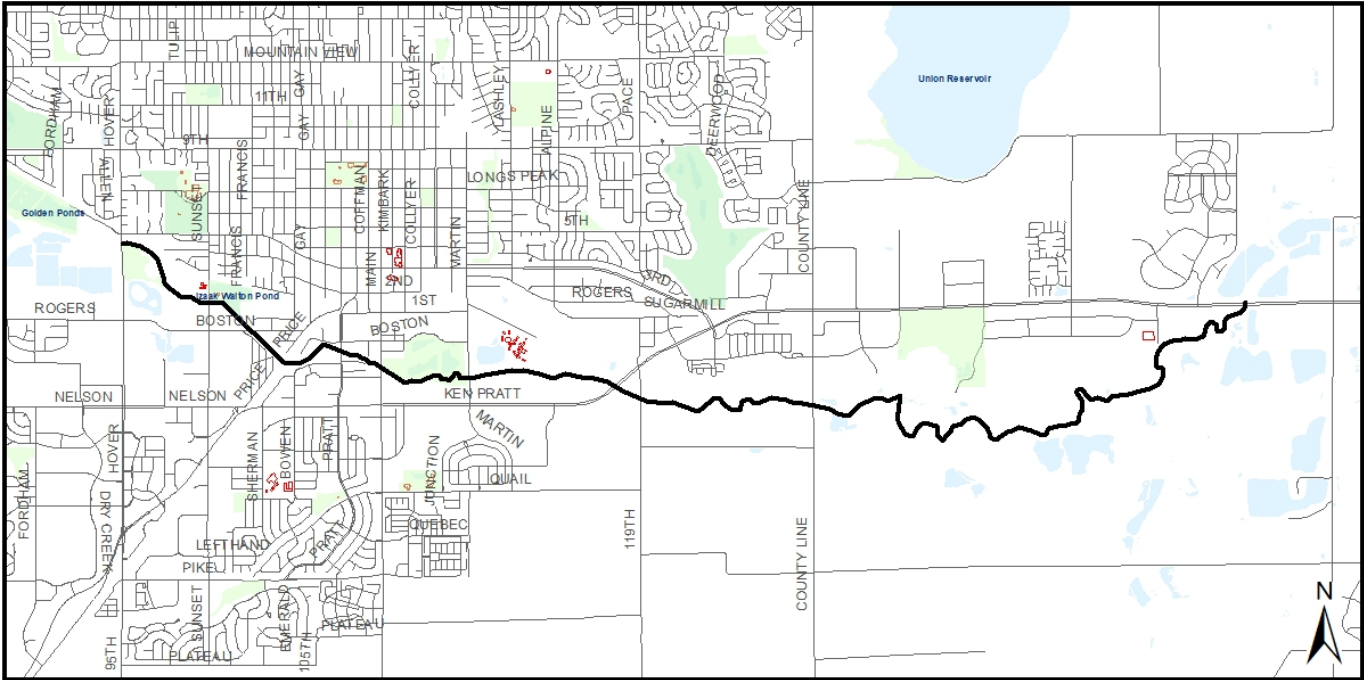 TULIP
MOUNTAIN VIEW
COLLYER
GAY
LASHLEY
PACE
DEERWOOD
Union Reservoir
11TH
FORDHAM
HOVER
GAY
ALPINE
9TH
ALLEN
FRANCIS
COFFMAN
KIMBARK
COLLYER
LONGS PEAK
SUNSET
Golden Ponds
5TH
MARTIN
GAY
COUNTY LINE
FRANCIS
MAIN
2ND
3RD
ROGERS
SUGARMILL
Izaak Walton Pond
1ST
ROGERS
BOSTON
BOSTON
PRICE
PRICE
NELSON
NELSON
KEN PRATT
MARTIN
HOVER
PRATT
SHERMAN
BOWEN
JUNCTION
QUAIL
FORDHAM
DRY CREEK
QUEBEC
119TH
PRATT
LEFTHAND
PIKE
COUNTY LINE
SUNSET
EMERALD
PLATEAU
N
95TH
PLATEAU
105TH